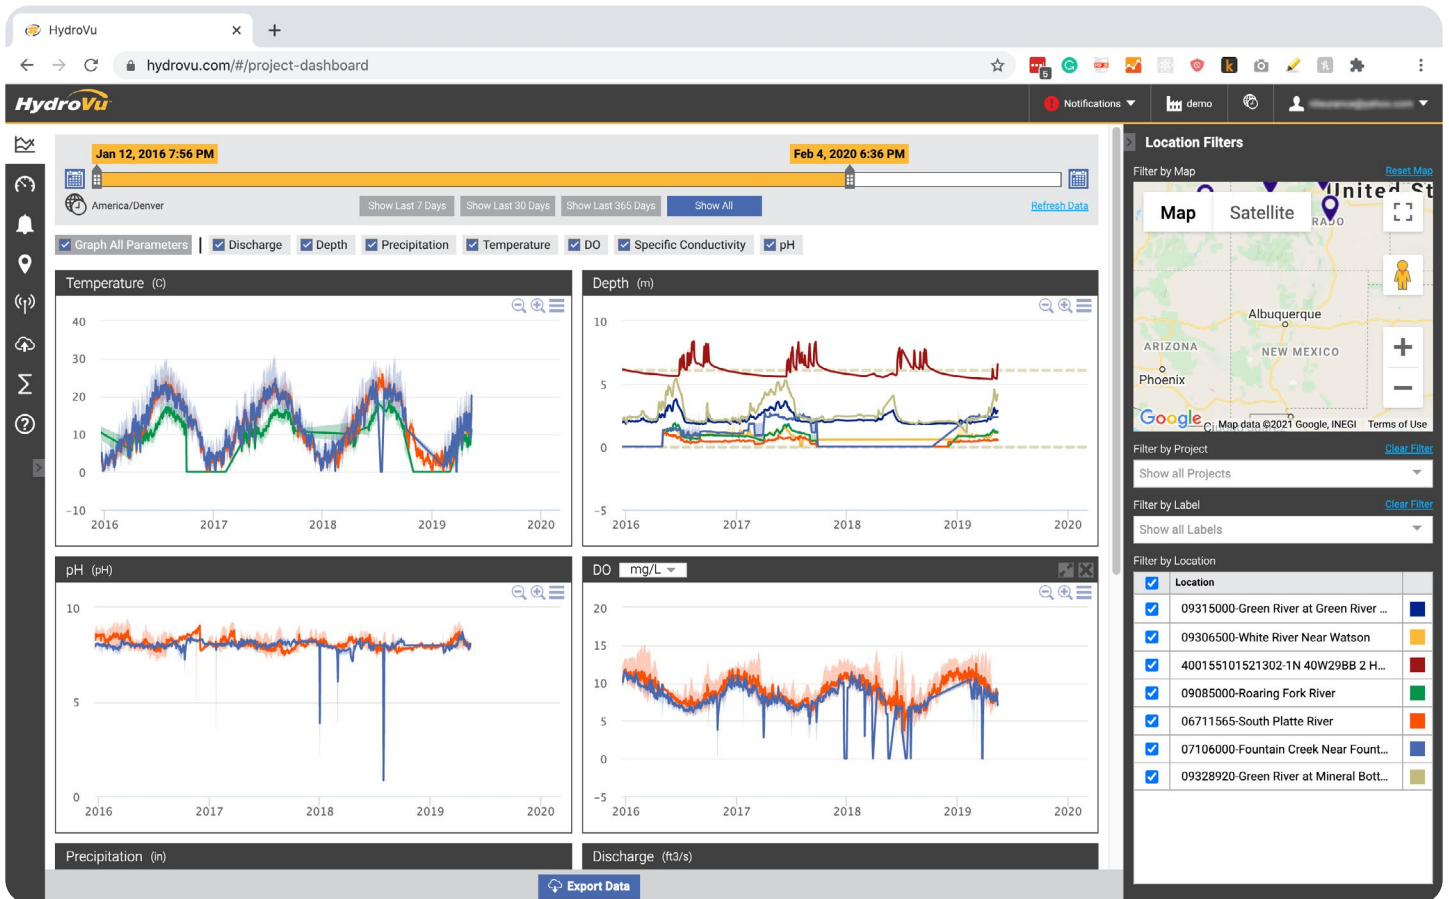 HydroVu
hydrovu.com/#/project-dashboard
5
HydroVu
Notifications
demo
Jan 12, 2016 7:56 PM
Feb 4, 2020 6:36 PM
America/Denver
Show Last 7 Days
Show Last 30 Days
Show Last 365 Days
Show All
Refresh Data
Graph All Parameters
Discharge
Depth
Precipitation
Temperature
DO
Specific Conductivity
pH
Temperature (C)
40
30
20
10
0
−10
2016 2017 2018 2019 2020
Depth (m)
10
5
0
−5
2016 2017 2018 2019 2020
pH (pH)
10
5
0
2016 2017 2018 2019 2020
DO mg/L
20
15
10
5
0
−5
2016 2017 2018 2019 2020
Precipitation (in)
Discharge (ft3/s)
Export Data
Location Filters
Filter by Map
Reset Map
Map
Satellite
United St
RADO
Albuquerque
ARIZONA
NEW MEXICO
Phoenix
Google
Map data ©2021 Google, INEGI
Terms of Use
Filter by Project
Clear Filter
Show all Projects
Filter by Label
Clear Filter
Show all Labels
Filter by Location
Location
09315000-Green River at Green River ...
09306500-White River Near Watson
400155101521302-1N 40W29BB 2 H...
09085000-Roaring Fork River
06711565-South Platte River
07106000-Fountain Creek Near Fount...
09328920-Green River at Mineral Bott...